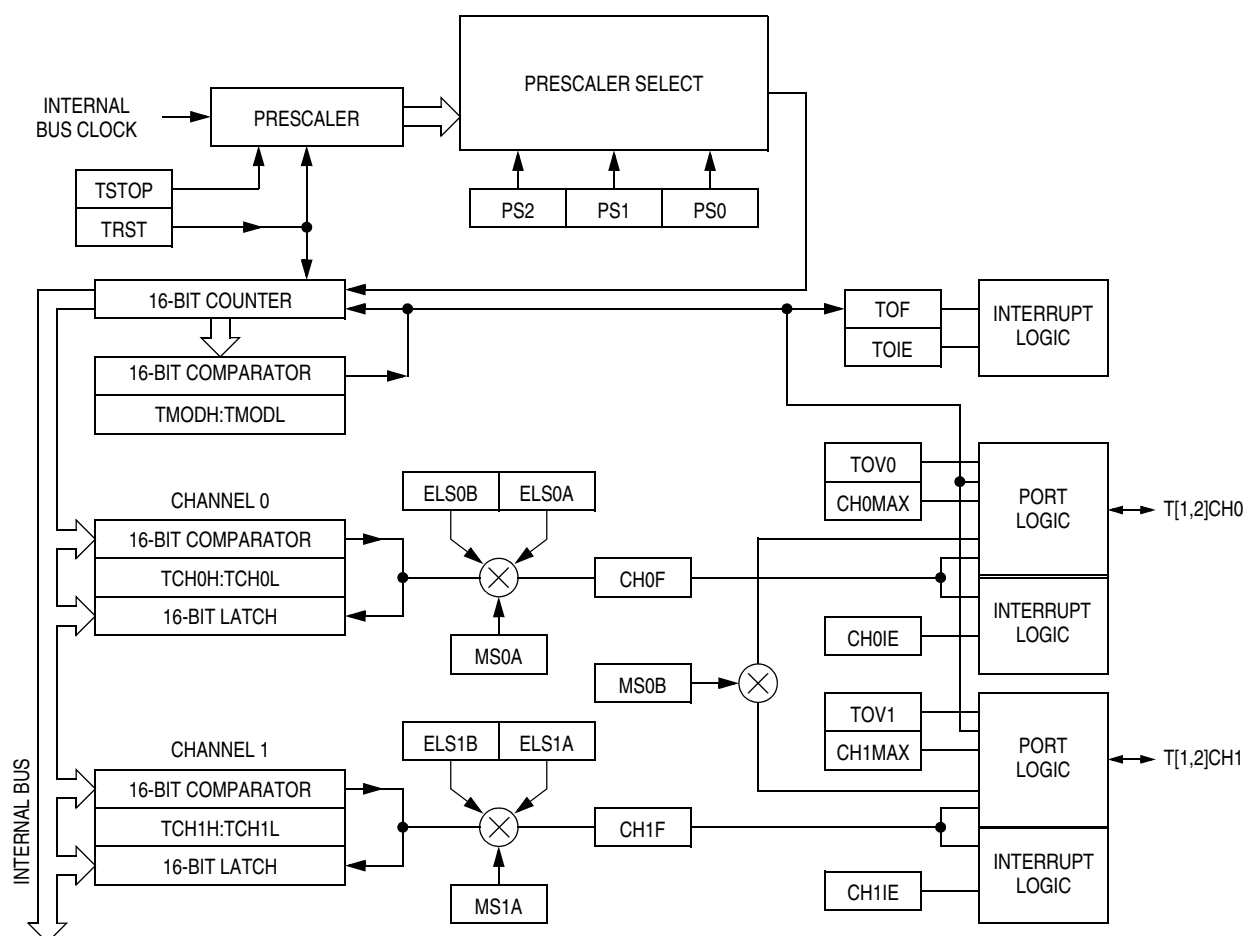 PRESCALER SELECT
INTERNAL
BUS CLOCK
PRESCALER
TSTOP
TRST
PS2
PS1
PS0
16-BIT COUNTER
16-BIT COMPARATOR
TMODH:TMODL
TOF
TOIE
INTERRUPT
LOGIC
CHANNEL 0
16-BIT COMPARATOR
TCH0H:TCH0L
16-BIT LATCH
ELS0B
ELS0A
MS0A
CH0F
TOV0
CH0MAX
PORT
LOGIC
T[1,2]CH0
INTERRUPT
LOGIC
CH0IE
MS0B
CHANNEL 1
16-BIT COMPARATOR
TCH1H:TCH1L
16-BIT LATCH
ELS1B
ELS1A
MS1A
CH1F
TOV1
CH1MAX
PORT
LOGIC
T[1,2]CH1
INTERRUPT
LOGIC
CH1IE
INTERNAL BUS